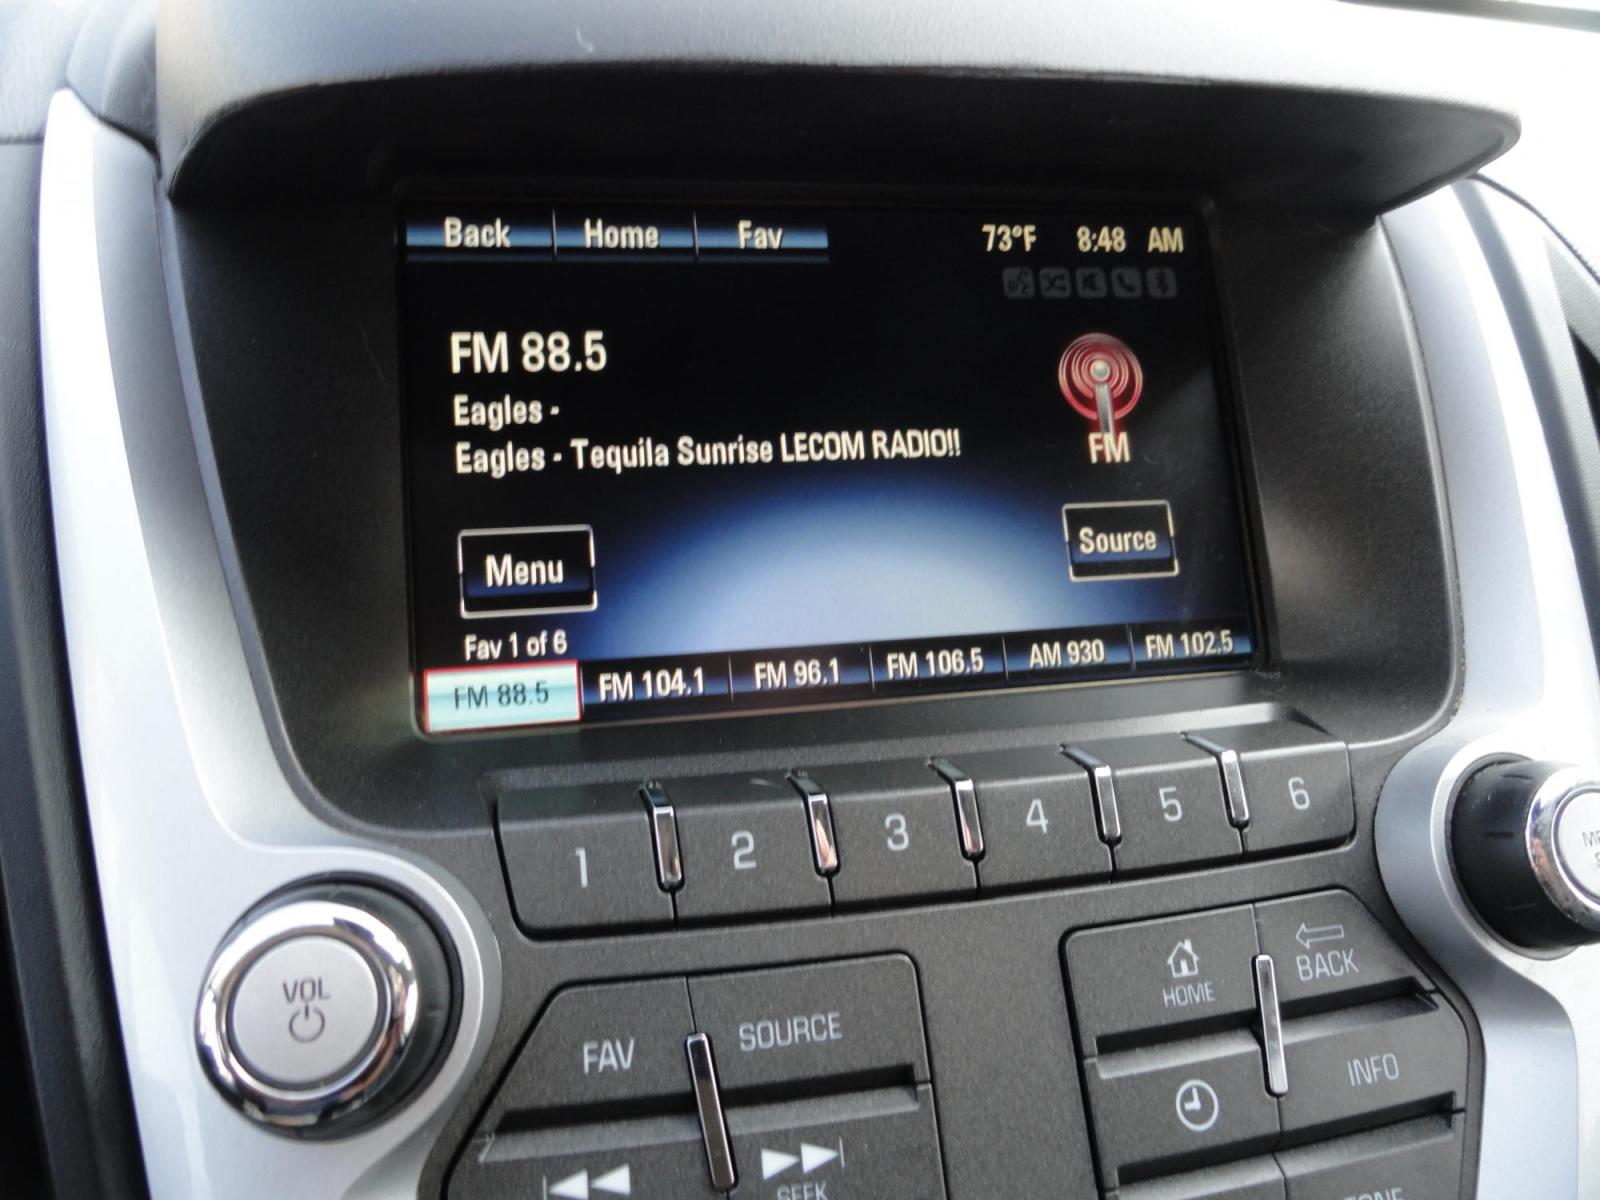 Back Home Fav 73°F 8:48 AM
FM 88.5
Eagles -
Eagles - Tequila Sunrise LECOM RADIO!!
FM
Menu Source
Fav 1 of 6
FM 88.5 FM 104.1 FM 96.1 FM 106.5 AM 930 FM 102.5
1 2 3 4 5 6
VOL
FAV SOURCE
SEEK
HOME BACK
INFO